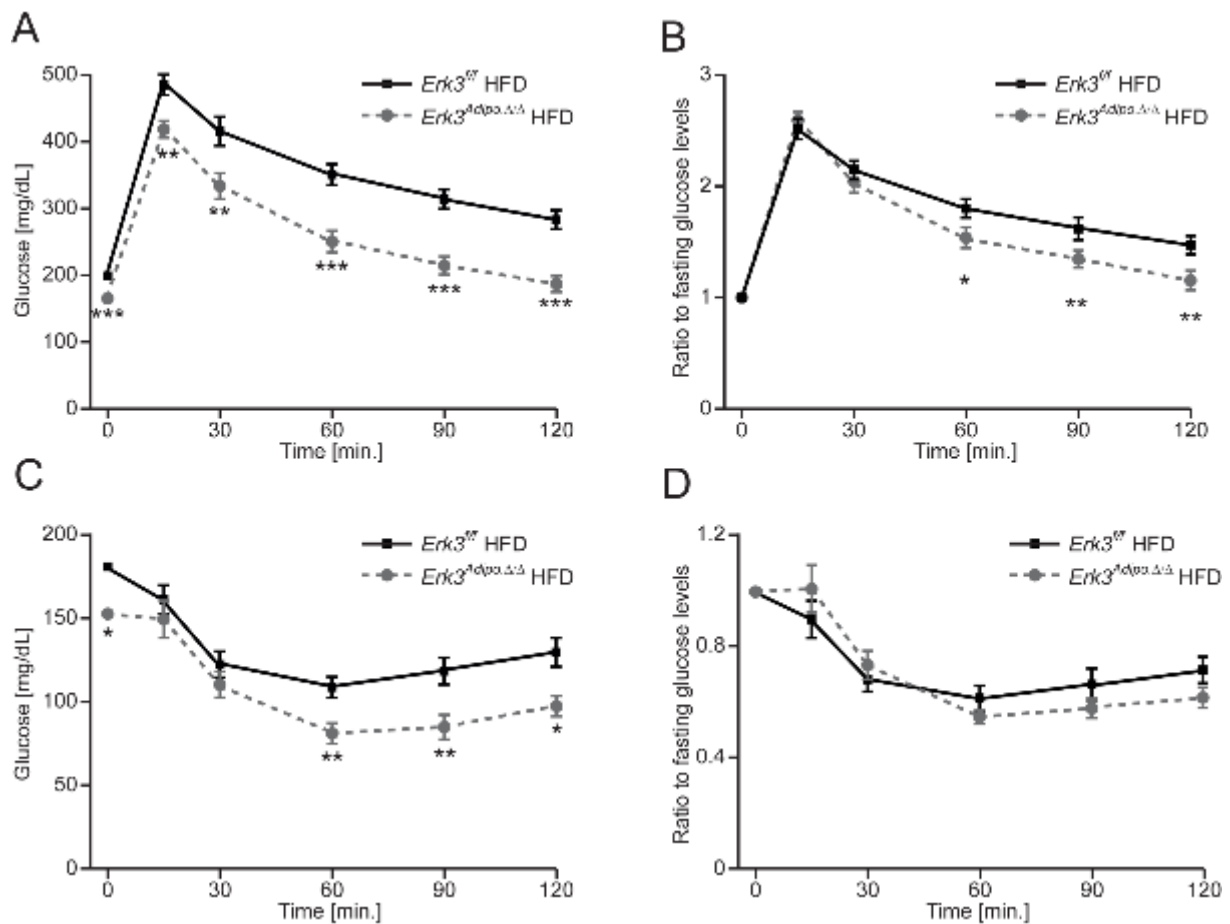 A
Glucose [mg/dL]
500
400
300
200
100
0
Erk3f/f HFD
Erk3Adipo.Δ/Δ HFD
***
**
**
***
***
***
0 30 60 90 120
Time [min.]
B
Ratio to fasting glucose levels
3
2
1
0
Erk3f/f HFD
Erk3Adipo.Δ/Δ HFD
*
**
**
0 30 60 90 120
Time [min.]
C
Glucose [mg/dL]
200
150
100
50
0
Erk3f/f HFD
Erk3Adipo.Δ/Δ HFD
*
**
**
*
0 30 60 90 120
Time [min.]
D
Ratio to fasting glucose levels
1.2
0.8
0.4
0
Erk3f/f HFD
Erk3Adipo.Δ/Δ HFD
0 30 60 90 120
Time [min.]